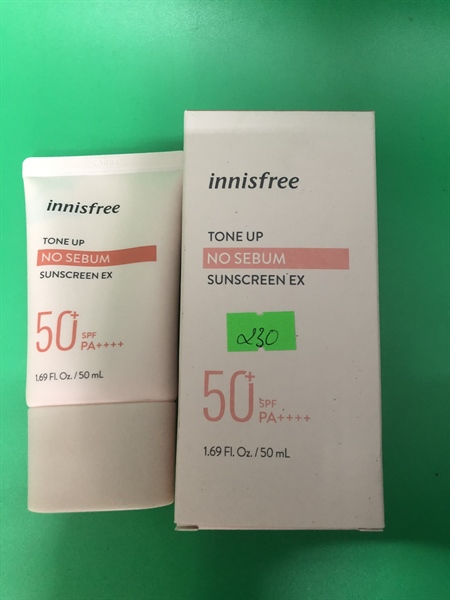 innisfree
TONE UP
NO SEBUM
SUNSCREEN EX
50+
SPF
PA++++
1.69 Fl. Oz. / 50 mL
innisfree
TONE UP
NO SEBUM
SUNSCREEN EX
230
50+
SPF
PA++++
1.69 Fl. Oz. / 50 mL